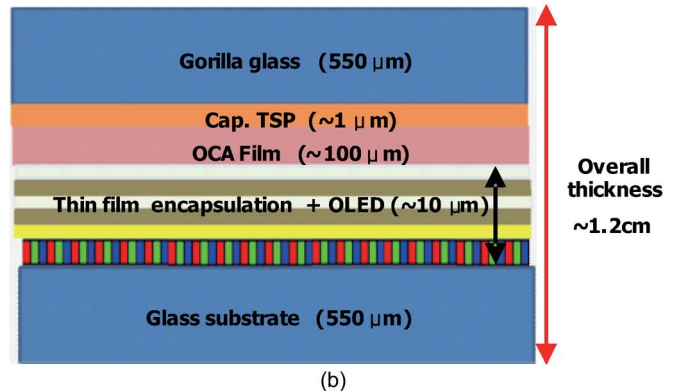 Gorilla glass (550 μm)
Cap. TSP (~1 μ m)
OCA Film (~100 μm)
Thin film encapsulation + OLED (~10 μm)
Glass substrate (550 μm)
Overall
thickness
~1.2cm
(b)